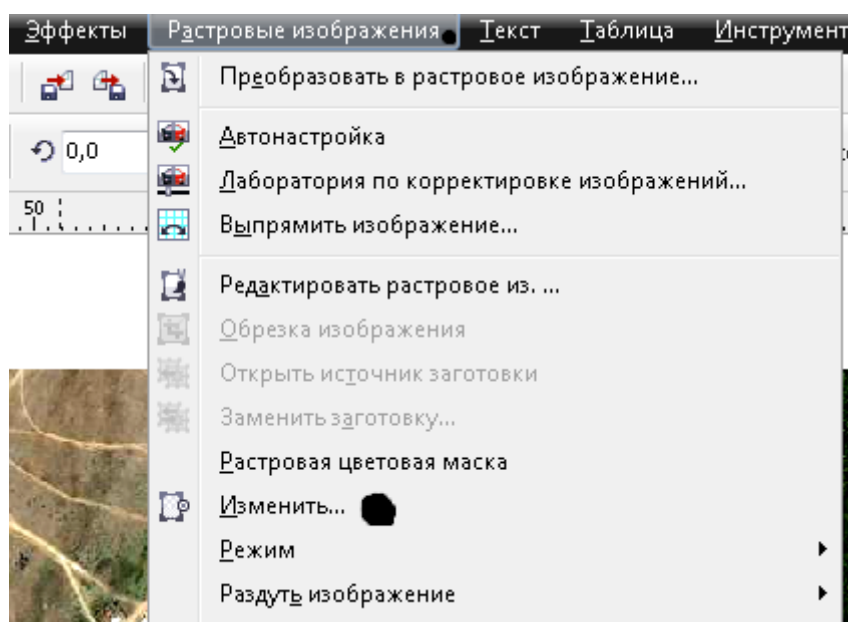 Эффекты Растровые изображения Текст Таблица Инструмент
Преобразовать в растровое изображение...
Автонастройка
0,0
Лаборатория по корректировке изображений...
50
Выпрямить изображение...
Редактировать растровое из. ...
Обрезка изображения
Открыть источник заготовки
Заменить заготовку...
Растровая цветовая маска
Изменить...
Режим
Раздуть изображение